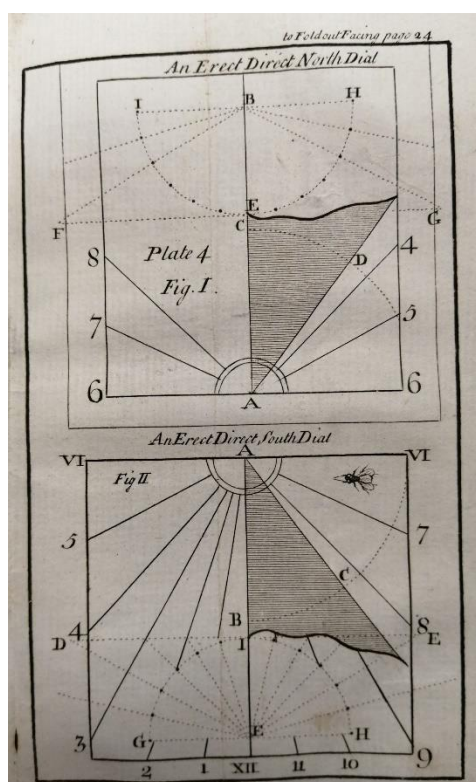 to Foldout Facing page 24
An Erect Direct North Dial
I B H
E
F C G
8 Plate 4 4
Fig. I. D
7 5
6 A 6
An Erect Direct South Dial
VI A VI
Fig II
5 7
C
B
D 4 I 8 E
G E H
3 9
2 1 XII 11 10